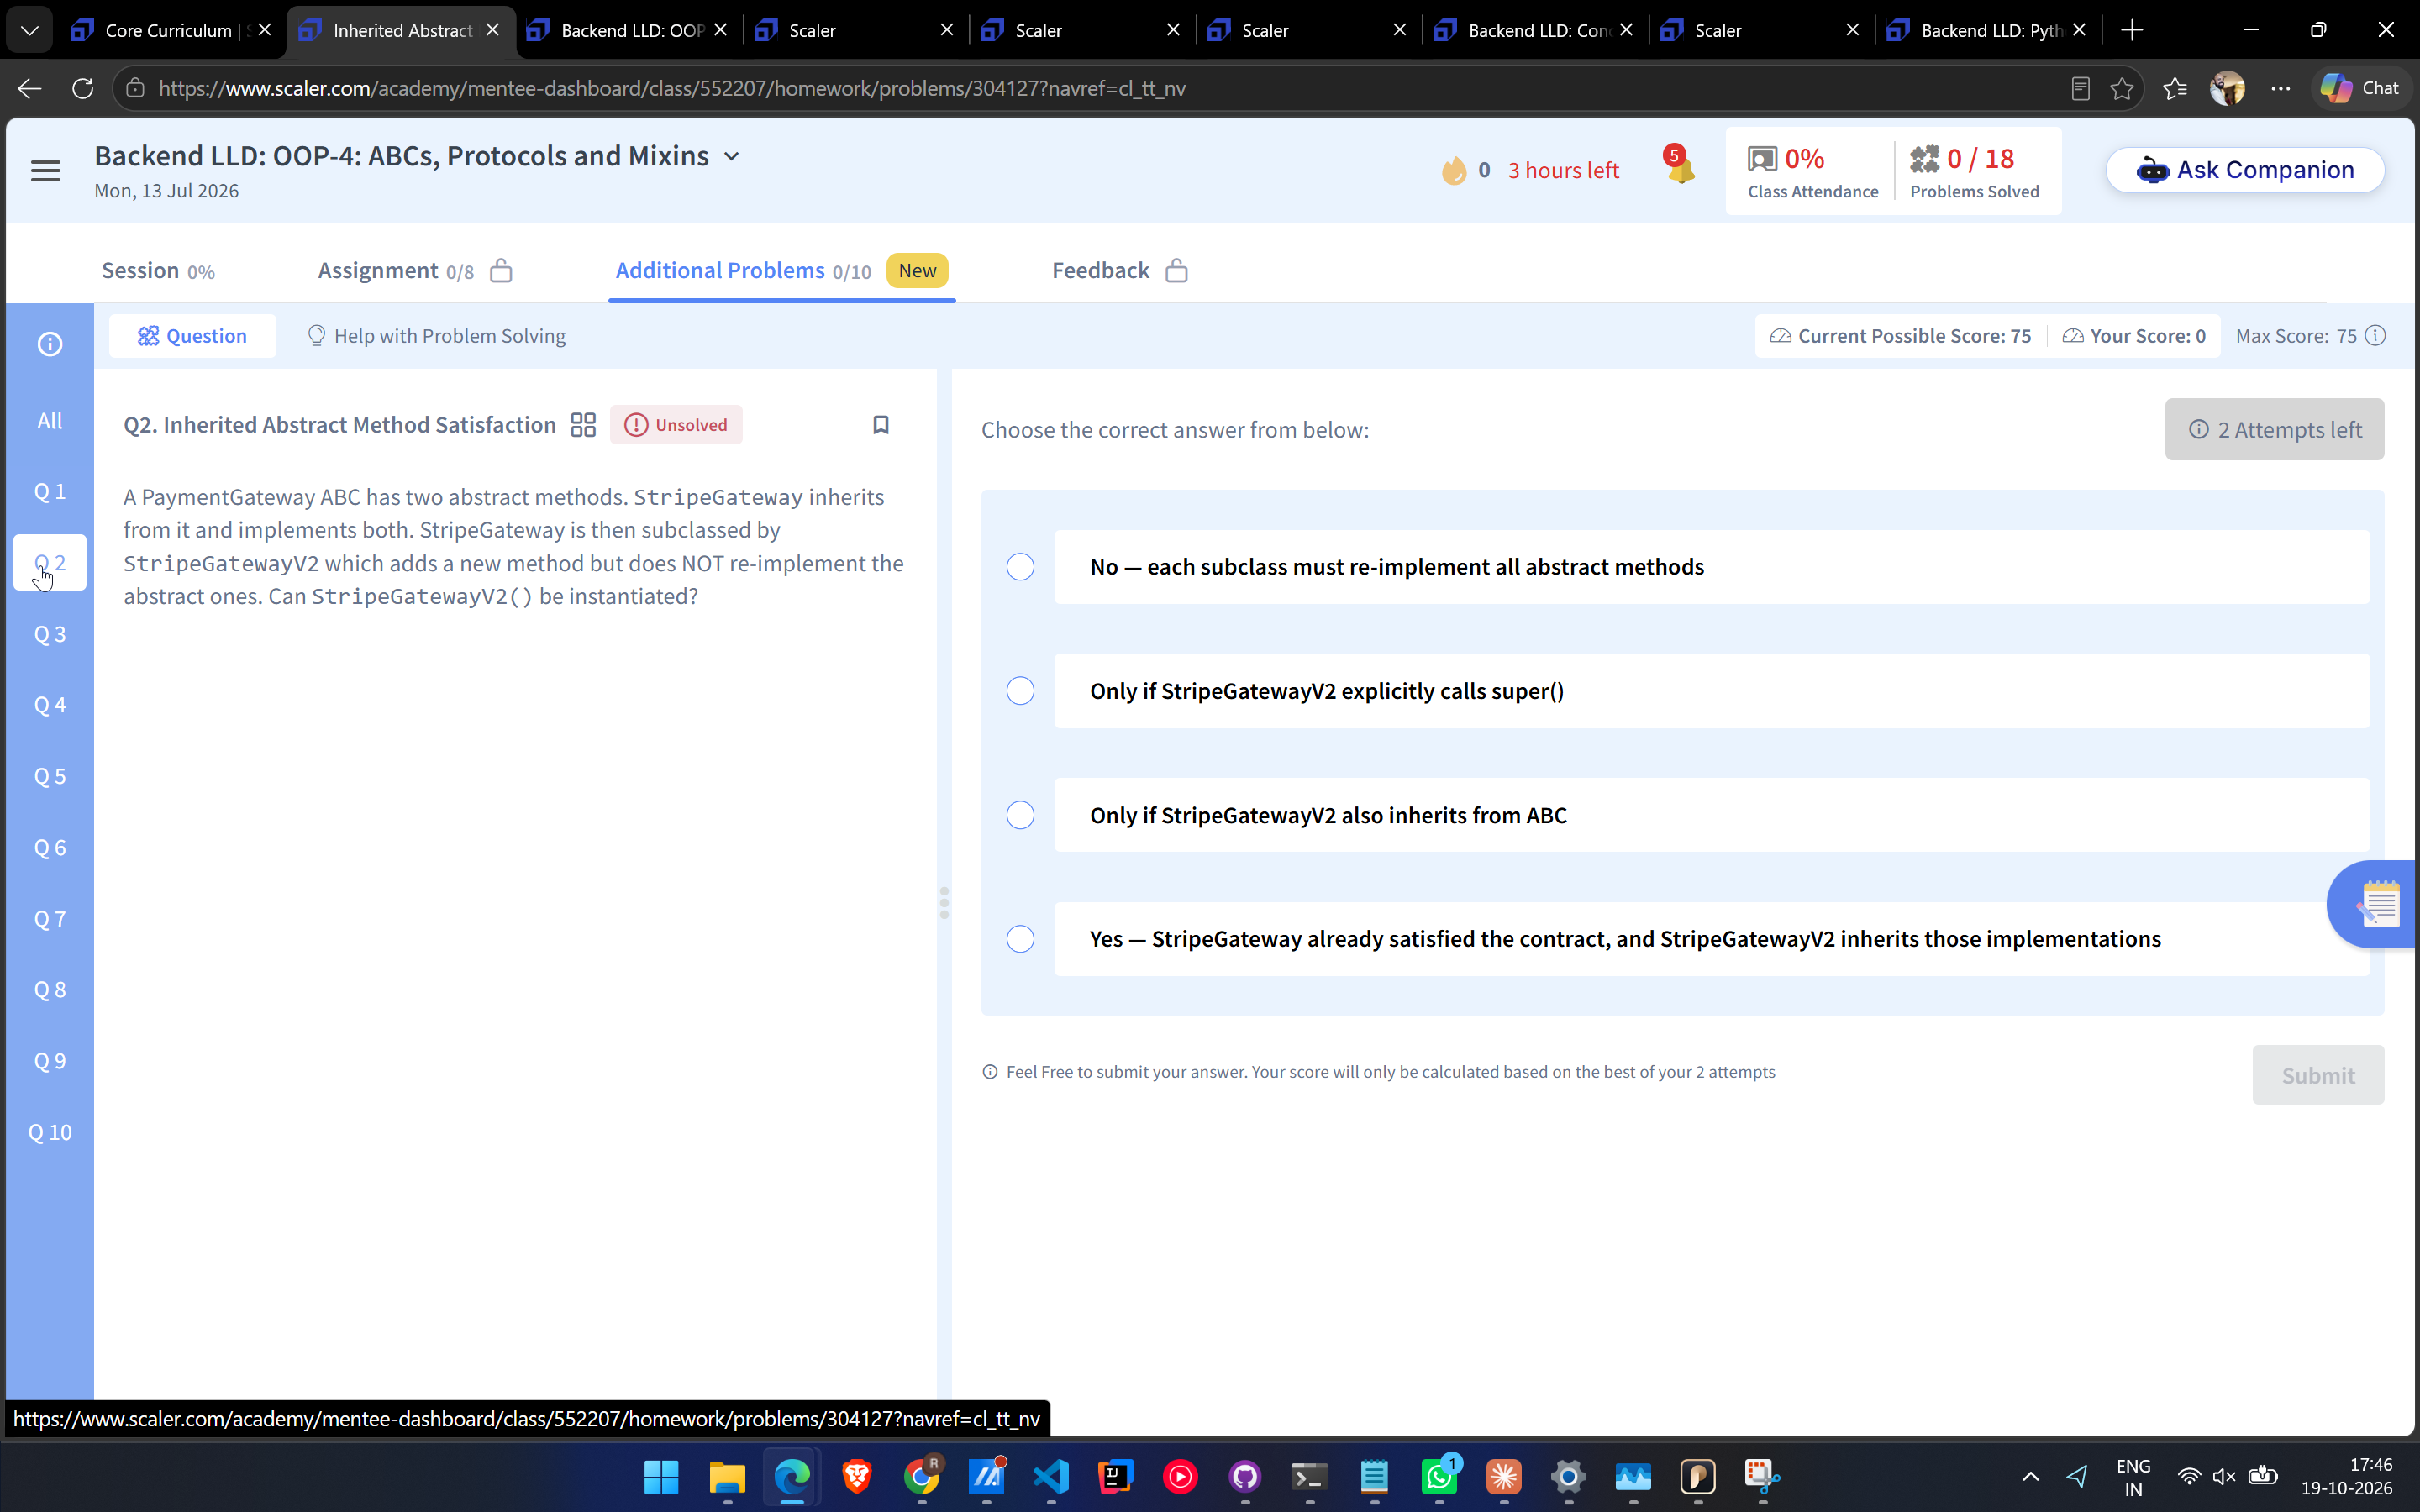 Core Curriculum |
Inherited Abstract
Backend LLD: OOP
Scaler
Scaler
Scaler
Backend LLD: Con
Scaler
Backend LLD: Pyth
https://www.scaler.com/academy/mentee-dashboard/class/552207/homework/problems/304127?navref=cl_tt_nv
Chat
Backend LLD: OOP-4: ABCs, Protocols and Mixins
Mon, 13 Jul 2026
0 3 hours left
5
0%
Class Attendance
0 / 18
Problems Solved
Ask Companion
Session 0%
Assignment 0/8
Additional Problems 0/10 New
Feedback
Question
Help with Problem Solving
Current Possible Score: 75
Your Score: 0
Max Score: 75
All
Q 1
Q 2
Q 3
Q 4
Q 5
Q 6
Q 7
Q 8
Q 9
Q 10
Q2. Inherited Abstract Method Satisfaction
Unsolved
A PaymentGateway ABC has two abstract methods. StripeGateway inherits
from it and implements both. StripeGateway is then subclassed by
StripeGatewayV2 which adds a new method but does NOT re-implement the
abstract ones. Can StripeGatewayV2() be instantiated?
Choose the correct answer from below:
2 Attempts left
No — each subclass must re-implement all abstract methods
Only if StripeGatewayV2 explicitly calls super()
Only if StripeGatewayV2 also inherits from ABC
Yes — StripeGateway already satisfied the contract, and StripeGatewayV2 inherits those implementations
Feel Free to submit your answer. Your score will only be calculated based on the best of your 2 attempts
Submit
https://www.scaler.com/academy/mentee-dashboard/class/552207/homework/problems/304127?navref=cl_tt_nv
R
IJ
1
ENG
IN
17:46
19-10-2026